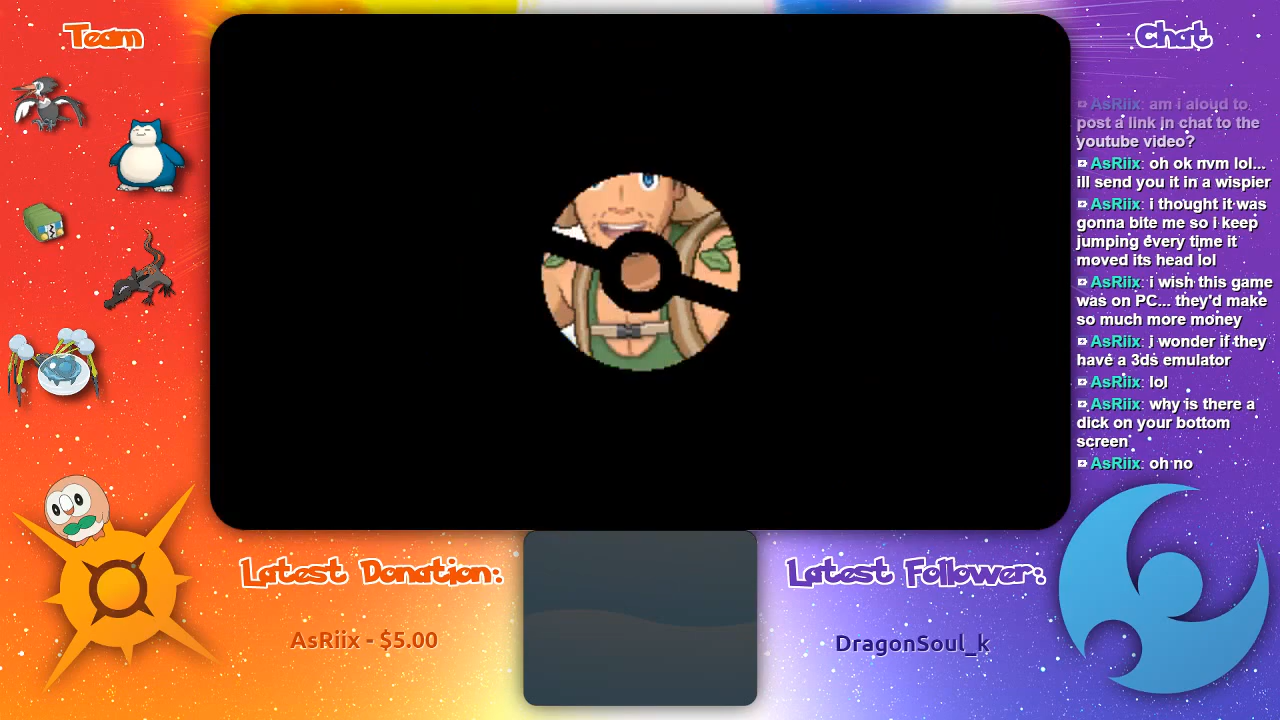 Team
Chat
AsRiix: am i aloud to
post a link in chat to the
youtube video?
AsRiix: oh ok nvm lol...
ill send you it in a wispier
AsRiix: i thought it was
gonna bite me so i keep
jumping every time it
moved its head lol
AsRiix: i wish this game
was on PC... they'd make
so much more money
AsRiix: i wonder if they
have a 3ds emulator
AsRiix: lol
AsRiix: why is there a
dick on your bottom
screen
AsRiix: oh no
Latest Donation:
AsRiix - $5.00
Latest Follower:
DragonSoul_k